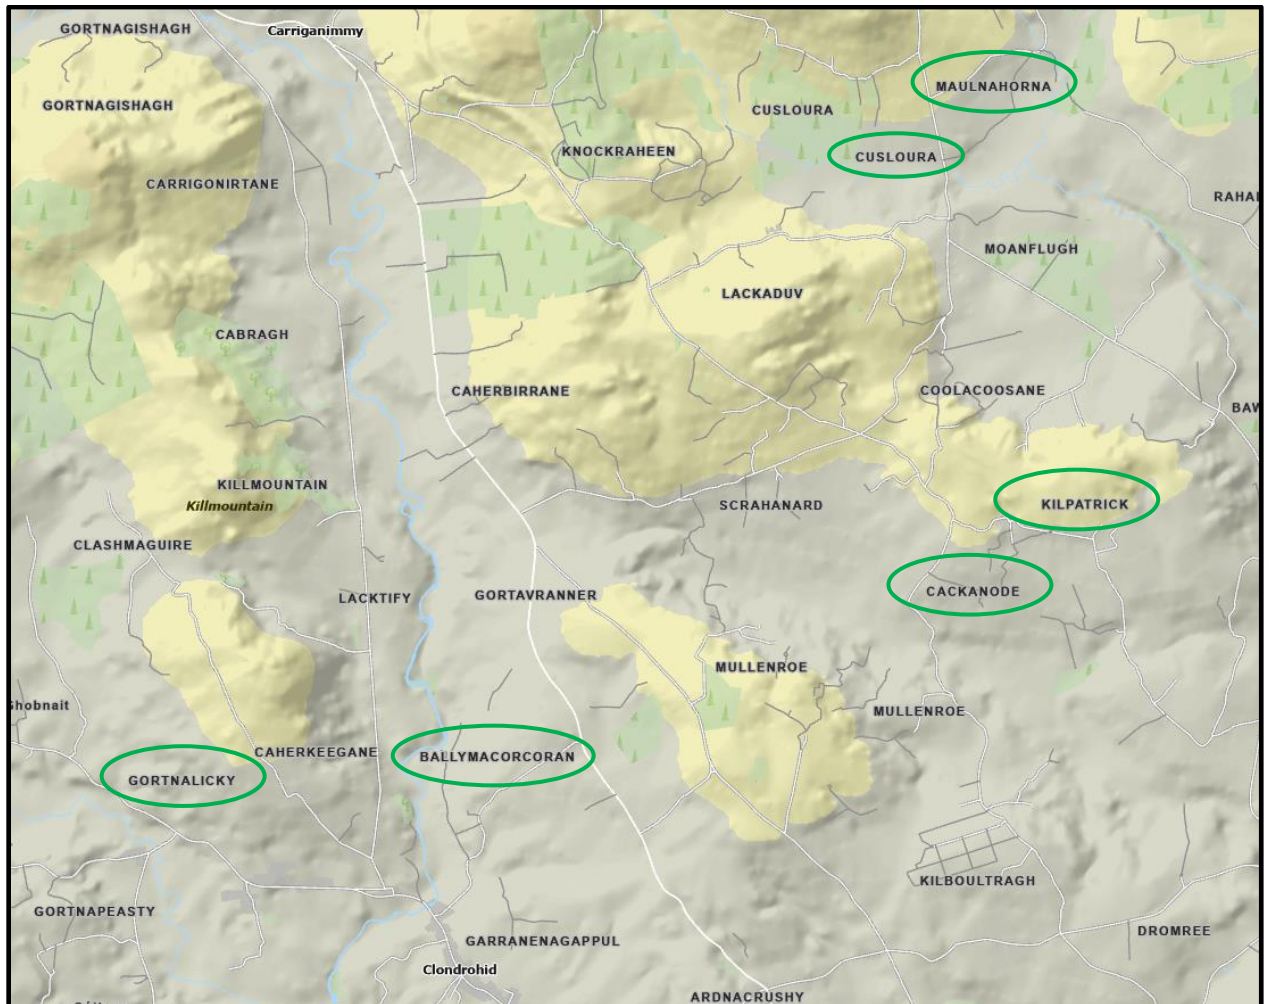 GORTNAGISHAGH
Carriganimmy
MAULNAHORNA
GORTNAGISHAGH
CUSLOURA
KNOCKRAHEEN
CUSLOURA
CARRIGONIRTANE
RAHAL
MOANFLUGH
LACKADUV
CABRAGH
CAHERBIRRANE
COOLACOOSANE
BAW
KILLMOUNTAIN
Killmountain
SCRAHANARD
KILPATRICK
CLASHMAGUIRE
LACKTIFY
GORTAVRANNER
CACKANODE
MULLENROE
hobnait
MULLENROE
CAHERKEEGANE
BALLYMACORCORAN
GORTNALICKY
KILBOULTRAGH
GORTNAPEASTY
GARRANENAGAPPUL
DROMREE
Clondrohid
ARDNACRUSHY